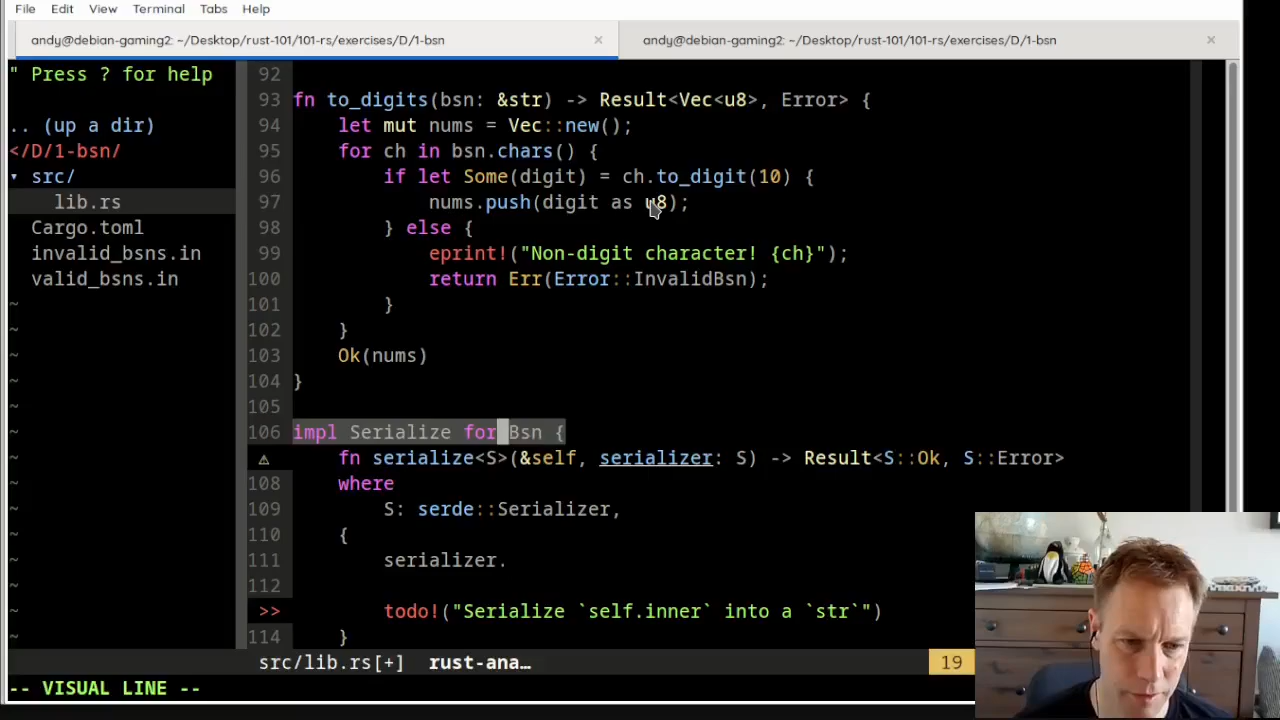 File Edit View Terminal Tabs Help
andy@debian-gaming2: ~/Desktop/rust-101/101-rs/exercises/D/1-bsn × andy@debian-gaming2: ~/Desktop/rust-101/101-rs/exercises/D/1-bsn ×
" Press ? for help
.. (up a dir)
</D/1-bsn/
▾ src/
lib.rs
Cargo.toml
invalid_bsns.in
valid_bsns.in
~
~
~
~
~
~
~
~
~
~
~
~
~
~
92
93 fn to_digits(bsn: &str) -> Result<Vec<u8>, Error> {
94 let mut nums = Vec::new();
95 for ch in bsn.chars() {
96 if let Some(digit) = ch.to_digit(10) {
97 nums.push(digit as u8);
98 } else {
99 eprint!("Non-digit character! {ch}");
100 return Err(Error::InvalidBsn);
101 }
102 }
103 Ok(nums)
104 }
105
106 impl Serialize for Bsn {
⚠ fn serialize<S>(&self, serializer: S) -> Result<S::Ok, S::Error>
108 where
109 S: serde::Serializer,
110 {
111 serializer.
112
>> todo!("Serialize `self.inner` into a `str`")
114 }
src/lib.rs[+] rust-ana… 19
-- VISUAL LINE --